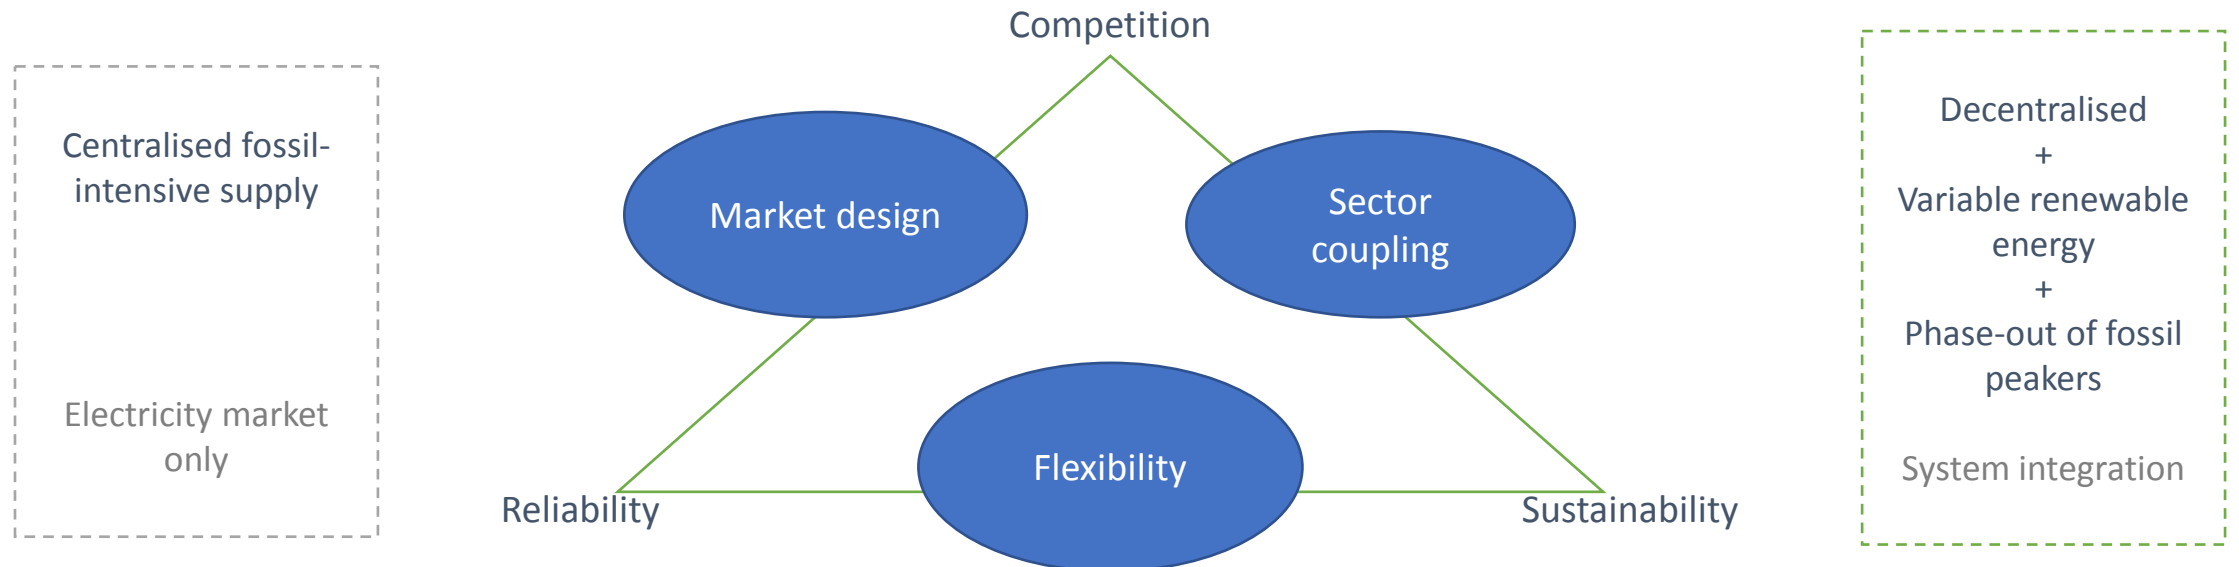 Centralised fossil-
intensive supply
Electricity market
only
Competition
Market design
Sector
coupling
Flexibility
Reliability
Sustainability
Decentralised
+
Variable renewable
energy
+
Phase-out of fossil
peakers
System integration